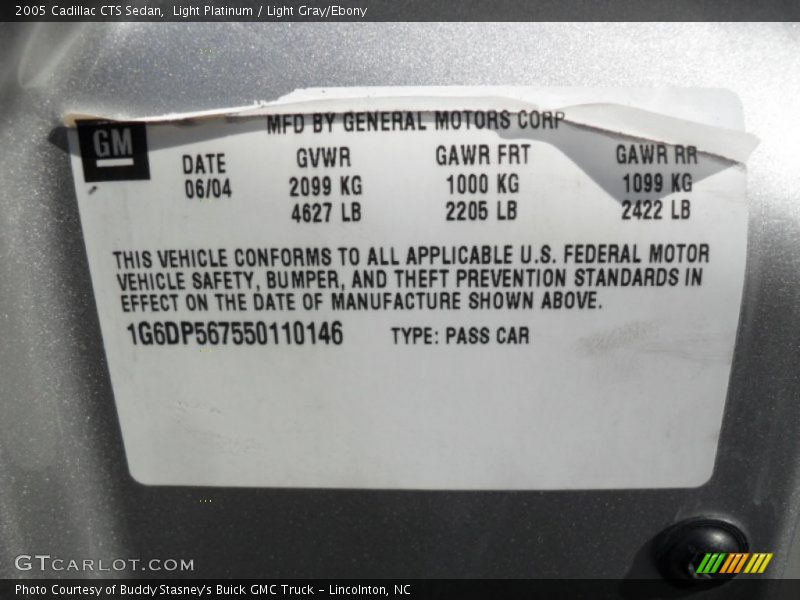 2005 Cadillac CTS Sedan, Light Platinum / Light Gray/Ebony
MFD BY GENERAL MOTORS CORP
GM
DATE GVWR GAWR FRT GAWR RR
06/04 2099 KG 1000 KG 1099 KG
4627 LB 2205 LB 2422 LB
THIS VEHICLE CONFORMS TO ALL APPLICABLE U.S. FEDERAL MOTOR
VEHICLE SAFETY, BUMPER, AND THEFT PREVENTION STANDARDS IN
EFFECT ON THE DATE OF MANUFACTURE SHOWN ABOVE.
1G6DP567550110146 TYPE: PASS CAR
GTCARLOT.COM
Photo Courtesy of Buddy Stasney's Buick GMC Truck - Lincolnton, NC